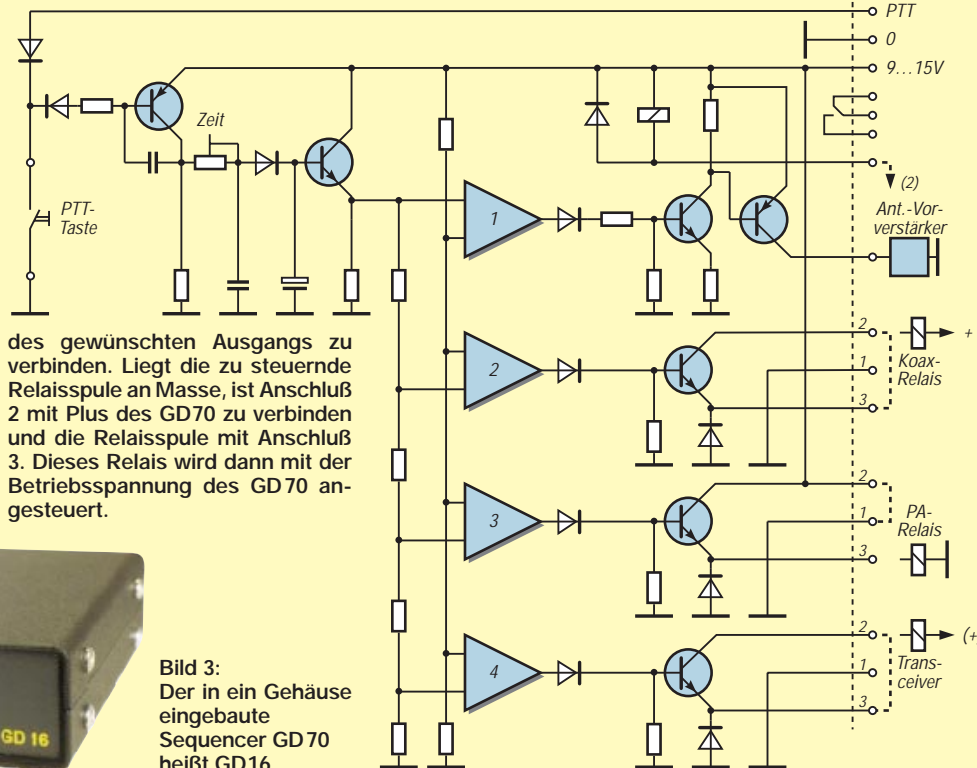 PTT
0
9...15V
Zeit
(2)
PTT-
Taste
1
Ant.-Vor-
verstärker
des gewünschten Ausgangs zu
verbinden. Liegt die zu steuernde
Relaisspule an Masse, ist Anschluß
2 mit Plus des GD70 zu verbinden
und die Relaisspule mit Anschluß
3. Dieses Relais wird dann mit der
Betriebsspannung des GD70 an-
gesteuert.
2
2
1
3
+
Koax-
Relais
3
2
1
3
PA-
Relais
4
2
1
3
(+
Trans-
ceiver
GD 16
Bild 3:
Der in ein Gehäuse
eingebaute
Sequencer GD70
heißt GD16